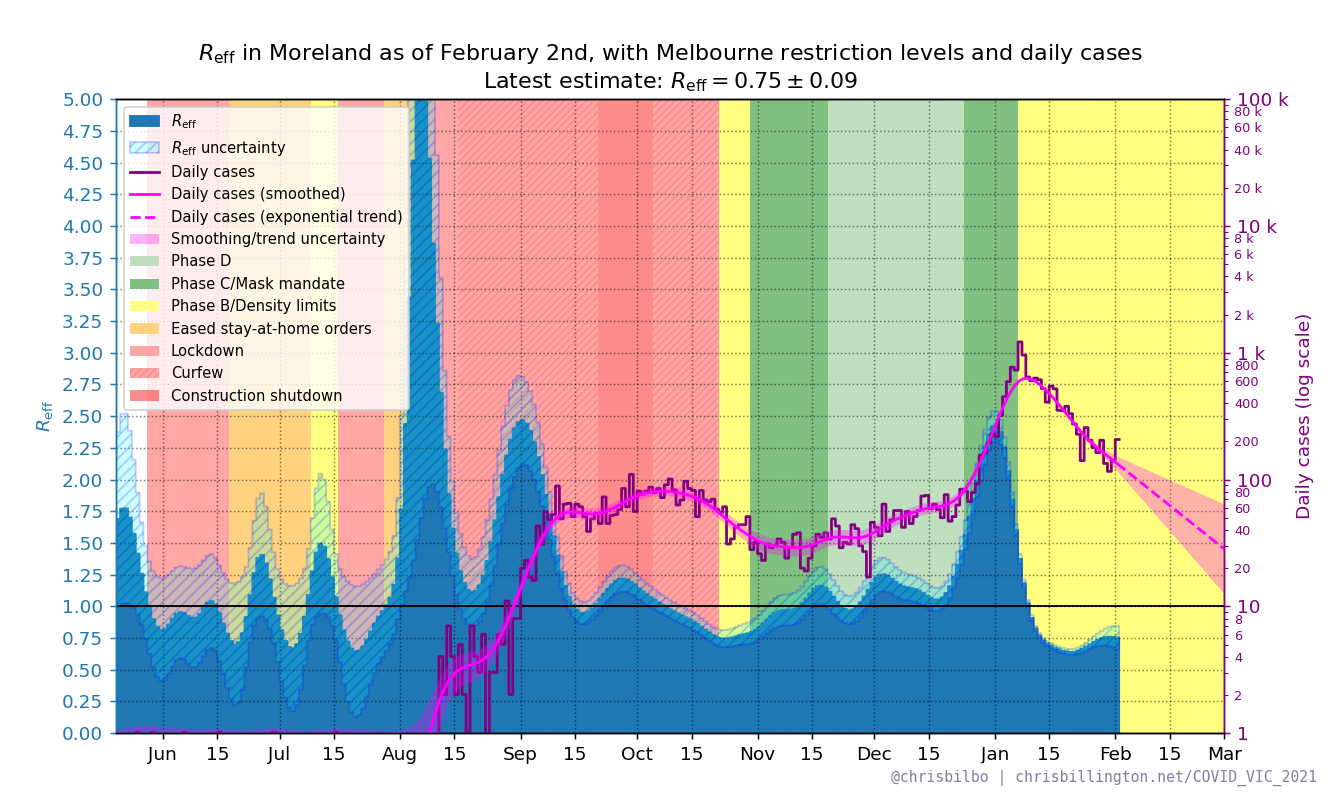 Reff in Moreland as of February 2nd, with Melbourne restriction levels and daily cases
Latest estimate: Reff = 0.75 ± 0.09
Reff
5.00
4.75
4.50
4.25
4.00
3.75
3.50
3.25
3.00
2.75
2.50
2.25
2.00
1.75
1.50
1.25
1.00
0.75
0.50
0.25
0.00
Reff
Reff uncertainty
Daily cases
Daily cases (smoothed)
Daily cases (exponential trend)
Smoothing/trend uncertainty
Phase D
Phase C/Mask mandate
Phase B/Density limits
Eased stay-at-home orders
Lockdown
Curfew
Construction shutdown
100 k
80 k
60 k
40 k
20 k
10 k
8 k
6 k
4 k
2 k
1 k
800
600
400
200
100
80
60
40
20
10
8
6
4
2
1
Daily cases (log scale)
Jun 15 Jul 15 Aug 15 Sep 15 Oct 15 Nov 15 Dec 15 Jan 15 Feb 15 Mar
@chrisbilbo | chrisbillington.net/COVID_VIC_2021